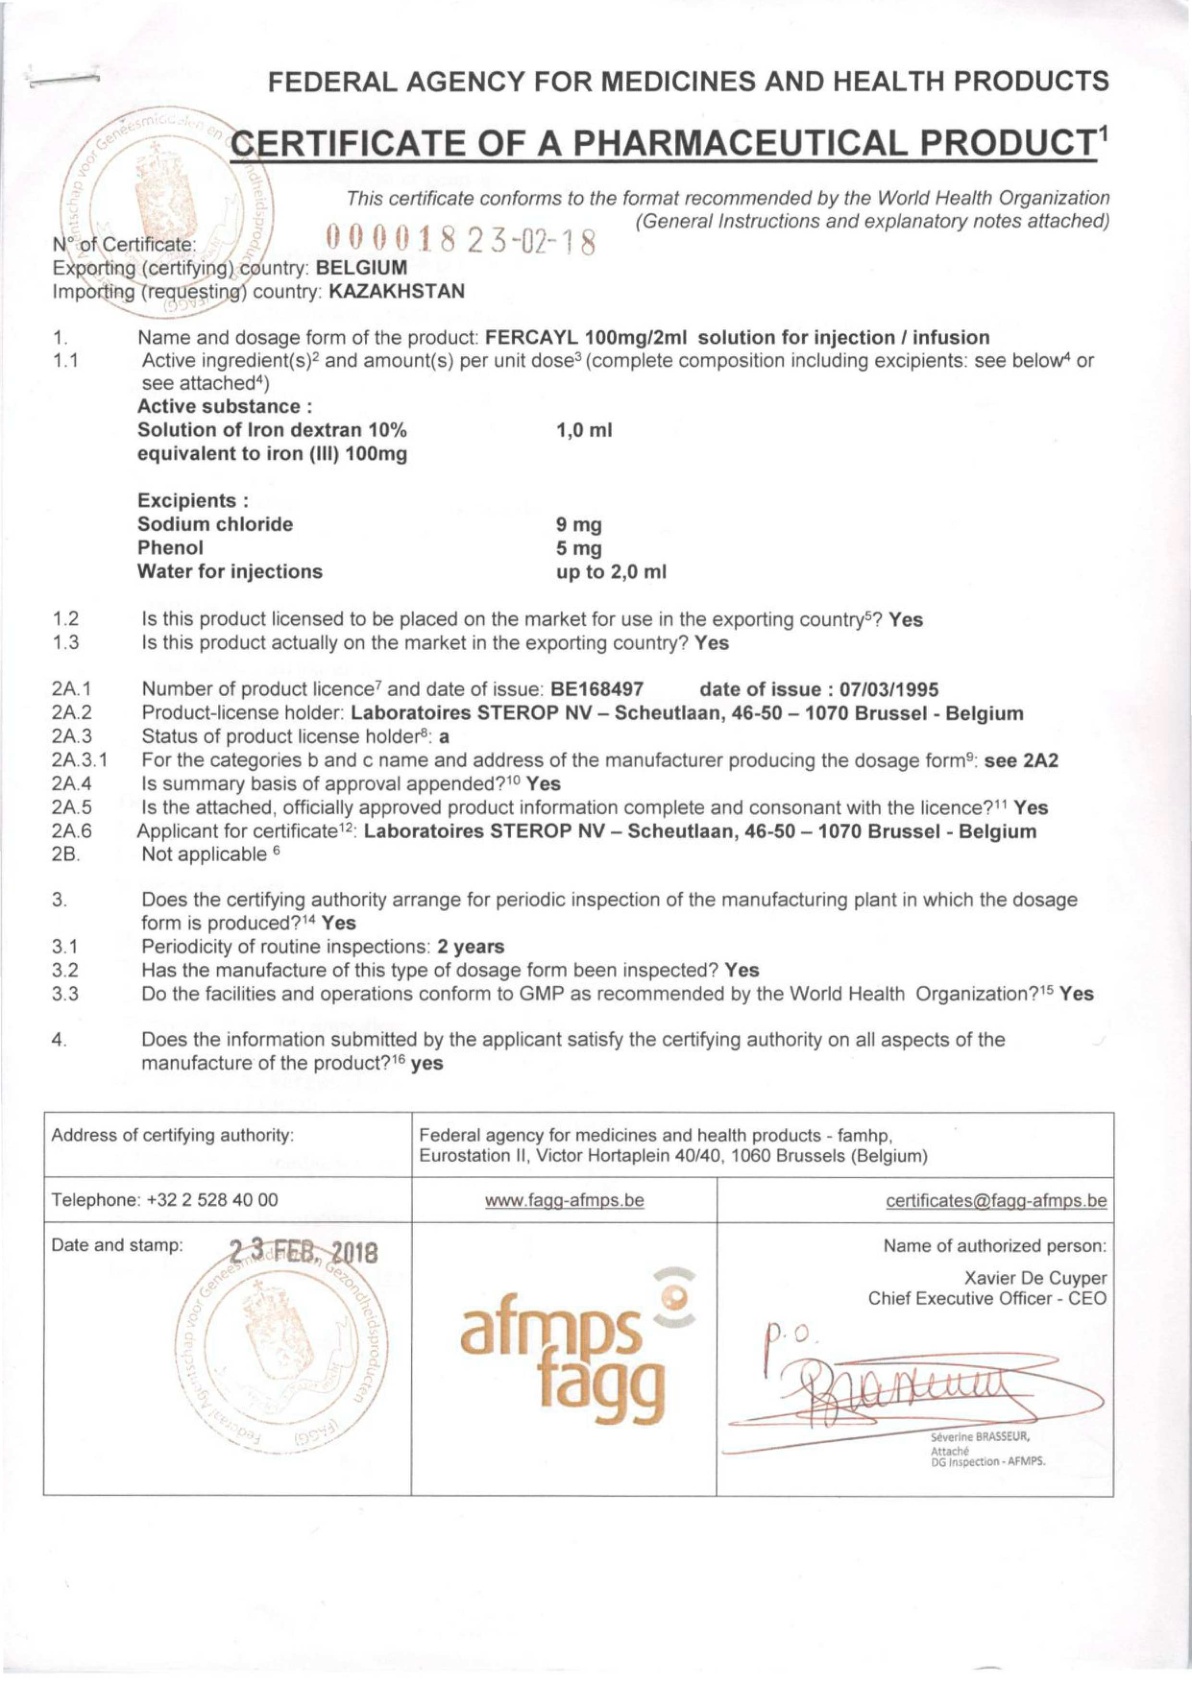 FEDERAL AGENCY FOR MEDICINES AND HEALTH PRODUCTS
CERTIFICATE OF A PHARMACEUTICAL PRODUCT¹
This certificate conforms to the format recommended by the World Health Organization
(General Instructions and explanatory notes attached)
N° of Certificate: 00001823-02-18
Exporting (certifying) country: BELGIUM
Importing (requesting) country: KAZAKHSTAN
1. Name and dosage form of the product: FERCAYL 100mg/2ml solution for injection / infusion
1.1 Active ingredient(s)² and amount(s) per unit dose³ (complete composition including excipients: see below⁴ or
see attached⁴)
Active substance :
Solution of Iron dextran 10% 1,0 ml
equivalent to iron (III) 100mg
Excipients :
Sodium chloride 9 mg
Phenol 5 mg
Water for injections up to 2,0 ml
1.2 Is this product licensed to be placed on the market for use in the exporting country⁵? Yes
1.3 Is this product actually on the market in the exporting country? Yes
2A.1 Number of product licence⁷ and date of issue: BE168497 date of issue : 07/03/1995
2A.2 Product-license holder: Laboratoires STEROP NV – Scheutlaan, 46-50 – 1070 Brussel - Belgium
2A.3 Status of product license holder⁸: a
2A.3.1 For the categories b and c name and address of the manufacturer producing the dosage form⁹: see 2A2
2A.4 Is summary basis of approval appended?¹⁰ Yes
2A.5 Is the attached, officially approved product information complete and consonant with the licence?¹¹ Yes
2A.6 Applicant for certificate¹²: Laboratoires STEROP NV – Scheutlaan, 46-50 – 1070 Brussel - Belgium
2B. Not applicable ⁶
3. Does the certifying authority arrange for periodic inspection of the manufacturing plant in which the dosage
form is produced?¹⁴ Yes
3.1 Periodicity of routine inspections: 2 years
3.2 Has the manufacture of this type of dosage form been inspected? Yes
3.3 Do the facilities and operations conform to GMP as recommended by the World Health Organization?¹⁵ Yes
4. Does the information submitted by the applicant satisfy the certifying authority on all aspects of the
manufacture of the product?¹⁶ yes
Address of certifying authority:
Federal agency for medicines and health products - famhp,
Eurostation II, Victor Hortaplein 40/40, 1060 Brussels (Belgium)
Telephone: +32 2 528 40 00
www.fagg-afmps.be
certificates@fagg-afmps.be
Date and stamp: 23 FEB. 2018
Federaal Agentschap voor Geneesmiddelen en Gezondheidsproducten
(FAGG)
afmps
fagg
Name of authorized person:
Xavier De Cuyper
Chief Executive Officer - CEO
p.o.
Séverine BRASSEUR,
Attaché
DG Inspection - AFMPS.